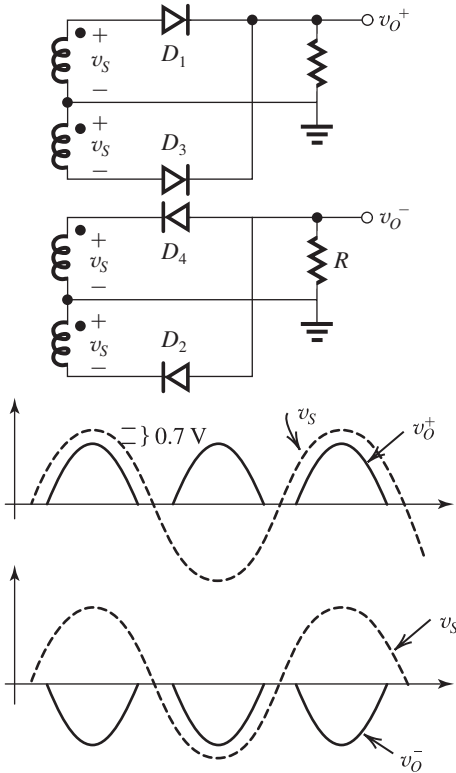 +
v_S
−
D_1
v_O^+
+
v_S
−
D_3
+
v_S
−
D_4
v_O^−
R
+
v_S
−
D_2
} 0.7 V
v_S
v_O^+
v_S
v_O^−